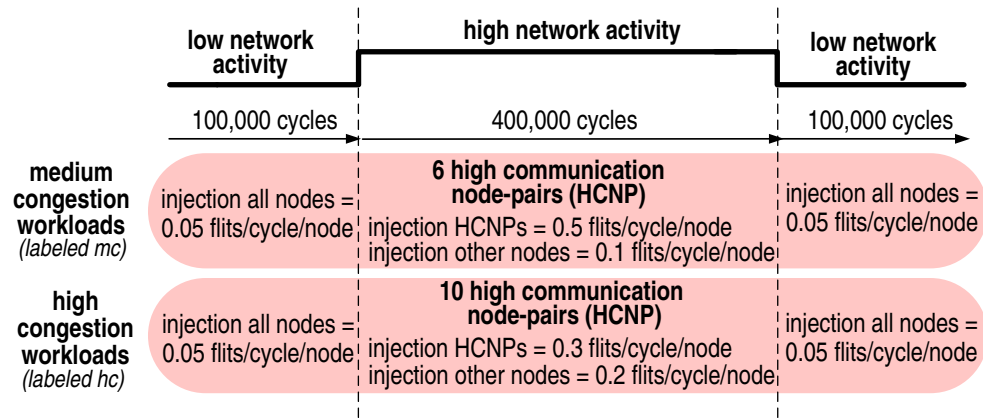 low network
activity
high network activity
low network
activity
100,000 cycles
400,000 cycles
100,000 cycles
medium
congestion
workloads
(labeled mc)
injection all nodes =
0.05 flits/cycle/node
6 high communication
node-pairs (HCNP)
injection HCNPs = 0.5 flits/cycle/node
injection other nodes = 0.1 flits/cycle/node
injection all nodes =
0.05 flits/cycle/node
high
congestion
workloads
(labeled hc)
injection all nodes =
0.05 flits/cycle/node
10 high communication
node-pairs (HCNP)
injection HCNPs = 0.3 flits/cycle/node
injection other nodes = 0.2 flits/cycle/node
injection all nodes =
0.05 flits/cycle/node